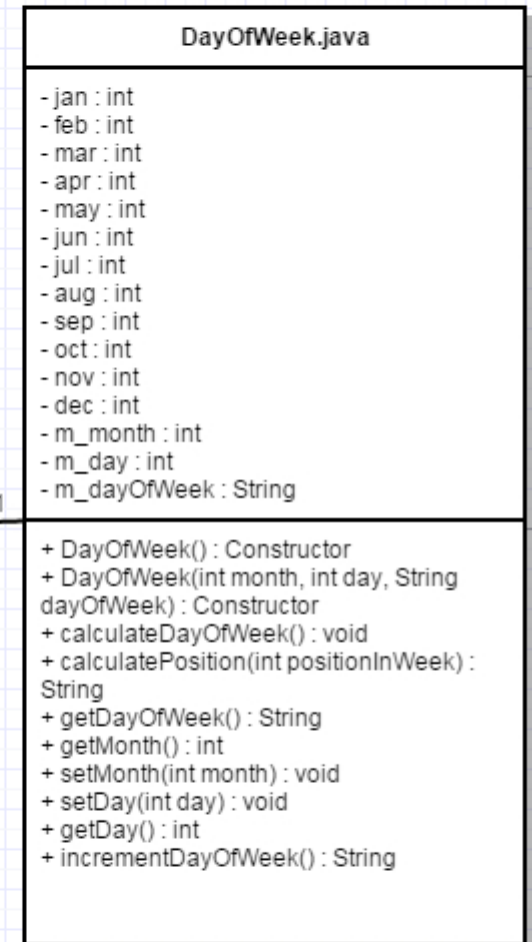 DayOfWeek.java
- jan : int
- feb : int
- mar : int
- apr : int
- may : int
- jun : int
- jul : int
- aug : int
- sep : int
- oct : int
- nov : int
- dec : int
- m_month : int
- m_day : int
- m_dayOfWeek : String
+ DayOfWeek() : Constructor
+ DayOfWeek(int month, int day, String
dayOfWeek) : Constructor
+ calculateDayOfWeek() : void
+ calculatePosition(int positionInWeek) :
String
+ getDayOfWeek() : String
+ getMonth() : int
+ setMonth(int month) : void
+ setDay(int day) : void
+ getDay() : int
+ incrementDayOfWeek() : String